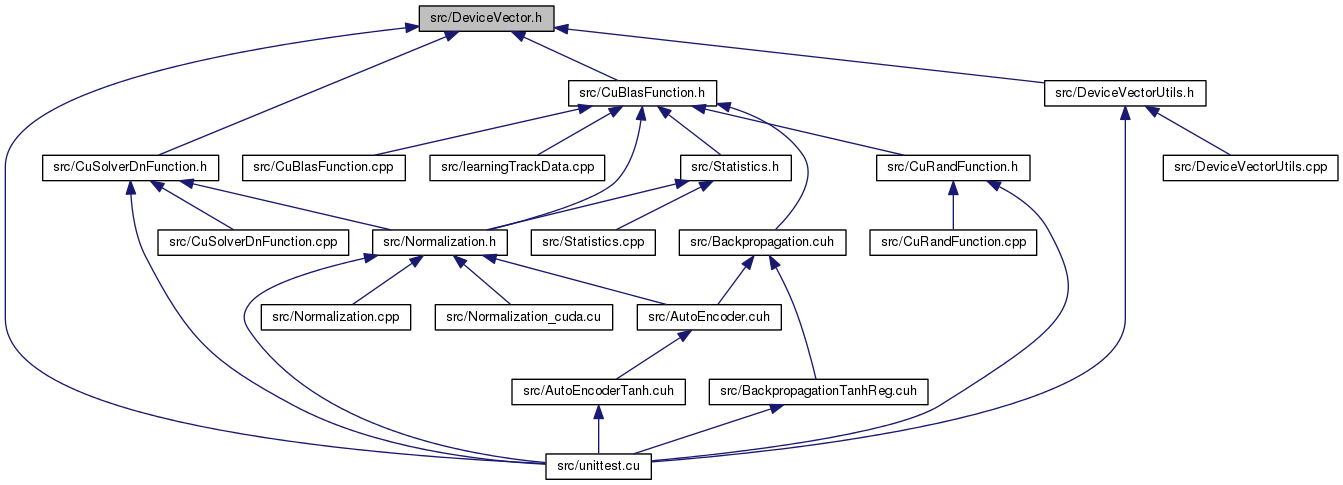 src/DeviceVector.h
src/CuBlasFunction.h
src/DeviceVectorUtils.h
src/CuSolverDnFunction.h
src/CuBlasFunction.cpp
src/learningTrackData.cpp
src/Statistics.h
src/CuRandFunction.h
src/DeviceVectorUtils.cpp
src/CuSolverDnFunction.cpp
src/Normalization.h
src/Statistics.cpp
src/Backpropagation.cuh
src/CuRandFunction.cpp
src/Normalization.cpp
src/Normalization_cuda.cu
src/AutoEncoder.cuh
src/AutoEncoderTanh.cuh
src/BackpropagationTanhReg.cuh
src/unittest.cu